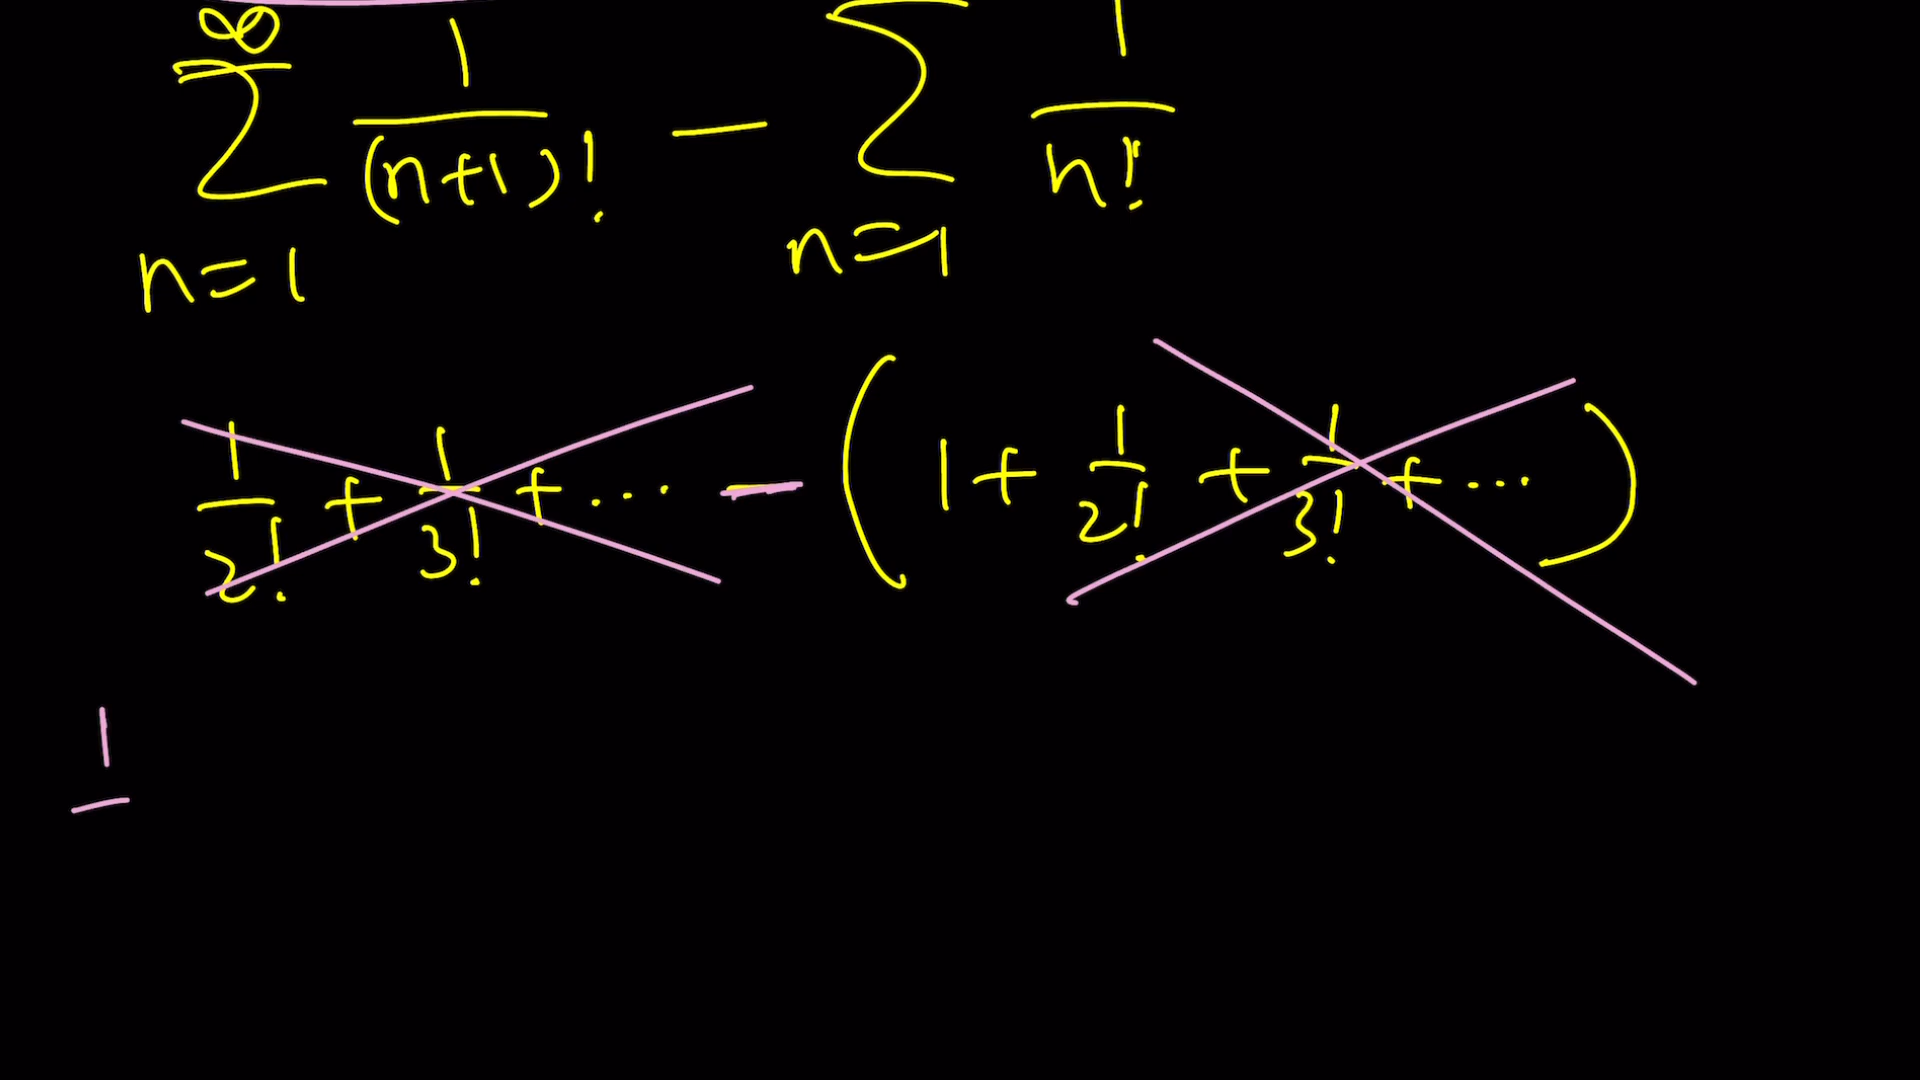 ∞ 1 1
∑ ―――― − ∑ ――
(n+1)! n!
n=1 n=1
1/2! + 1/3! + ... − (1 + 1/2! + 1/3! + ...)
1
―